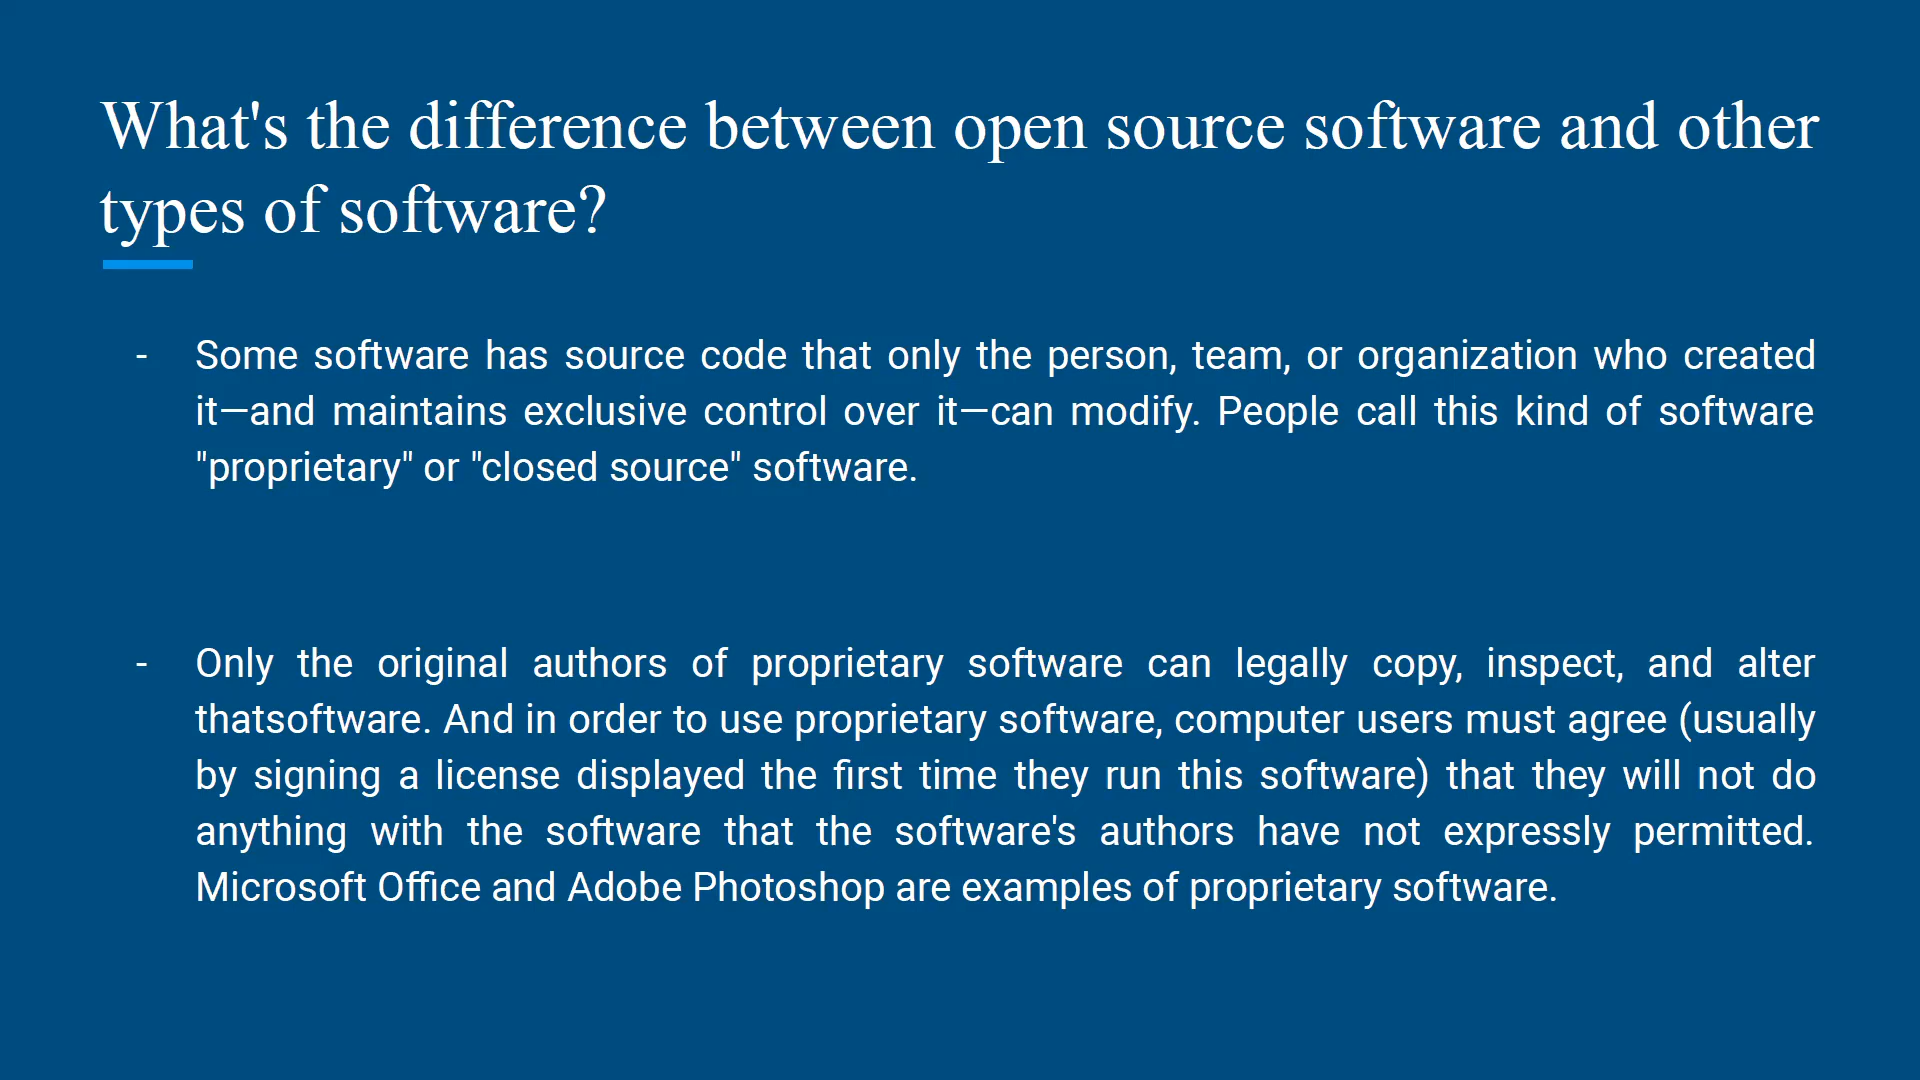 What's the difference between open source software and other
types of software?
- Some software has source code that only the person, team, or organization who created
it—and maintains exclusive control over it—can modify. People call this kind of software
"proprietary" or "closed source" software.
- Only the original authors of proprietary software can legally copy, inspect, and alter
thatsoftware. And in order to use proprietary software, computer users must agree (usually
by signing a license displayed the first time they run this software) that they will not do
anything with the software that the software's authors have not expressly permitted.
Microsoft Office and Adobe Photoshop are examples of proprietary software.